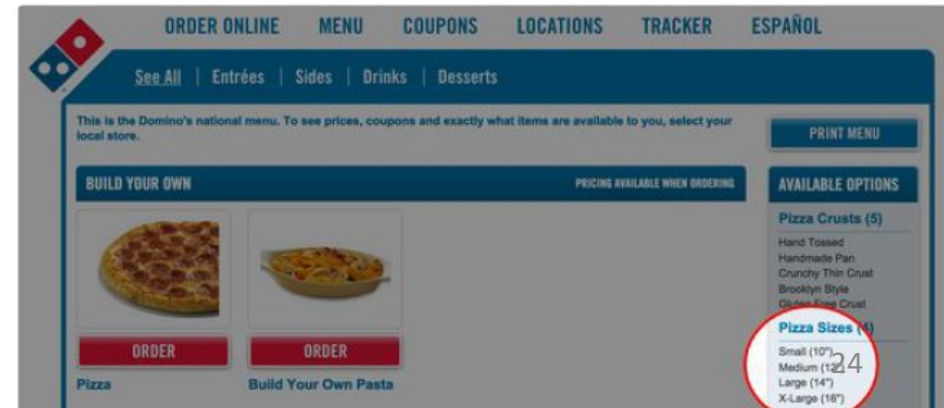 ORDER ONLINE MENU COUPONS LOCATIONS TRACKER ESPAÑOL
See All | Entrées | Sides | Drinks | Desserts
This is the Domino's national menu. To see prices, coupons and exactly what items are available to you, select your
local store.
PRINT MENU
BUILD YOUR OWN
PRICING AVAILABLE WHEN ORDERING
ORDER
ORDER
Pizza
Build Your Own Pasta
AVAILABLE OPTIONS
Pizza Crusts (5)
Hand Tossed
Handmade Pan
Crunchy Thin Crust
Brooklyn Style
Gluten Free Crust
Pizza Sizes (4)
Small (10")
Medium (12")
Large (14")
X-Large (16")
24